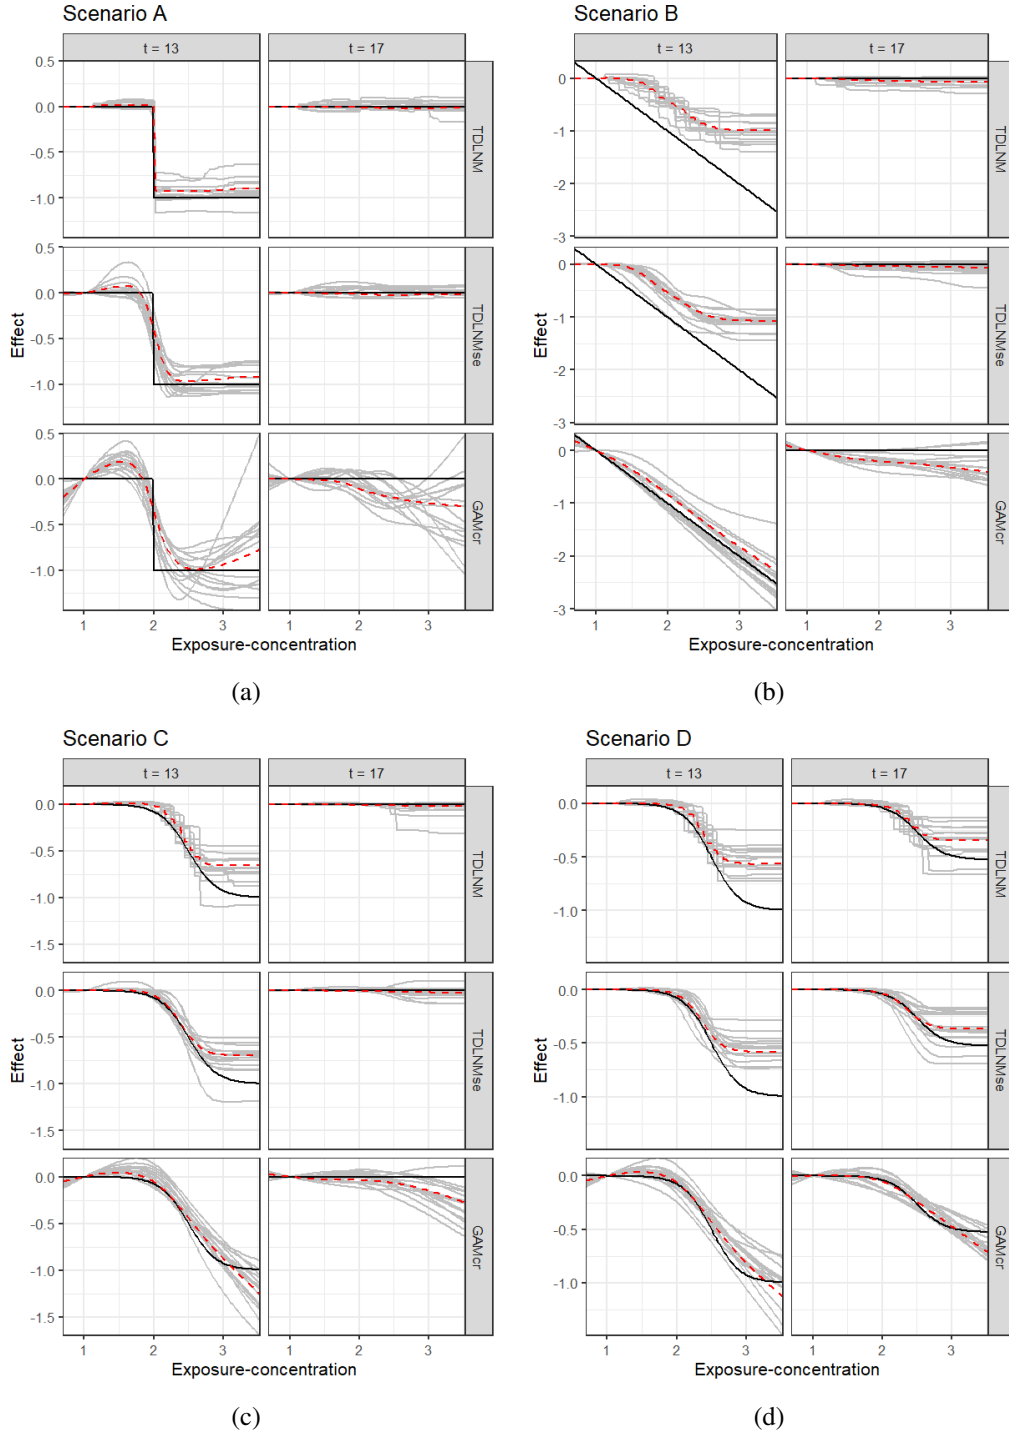 Scenario A
t = 13
t = 17
0.5
0.0
-0.5
-1.0
TDLNM
0.5
0.0
-0.5
-1.0
TDLNMse
0.5
0.0
-0.5
-1.0
GAMcr
Effect
1 2 3 1 2 3
Exposure-concentration
(a)
Scenario B
t = 13
t = 17
0
-1
-2
-3
TDLNM
0
-1
-2
-3
TDLNMse
0
-1
-2
-3
GAMcr
Effect
1 2 3 1 2 3
Exposure-concentration
(b)
Scenario C
t = 13
t = 17
0.0
-0.5
-1.0
-1.5
TDLNM
0.0
-0.5
-1.0
-1.5
TDLNMse
0.0
-0.5
-1.0
-1.5
GAMcr
Effect
1 2 3 1 2 3
Exposure-concentration
(c)
Scenario D
t = 13
t = 17
0.0
-0.5
-1.0
TDLNM
0.0
-0.5
-1.0
TDLNMse
0.0
-0.5
-1.0
GAMcr
Effect
1 2 3 1 2 3
Exposure-concentration
(d)